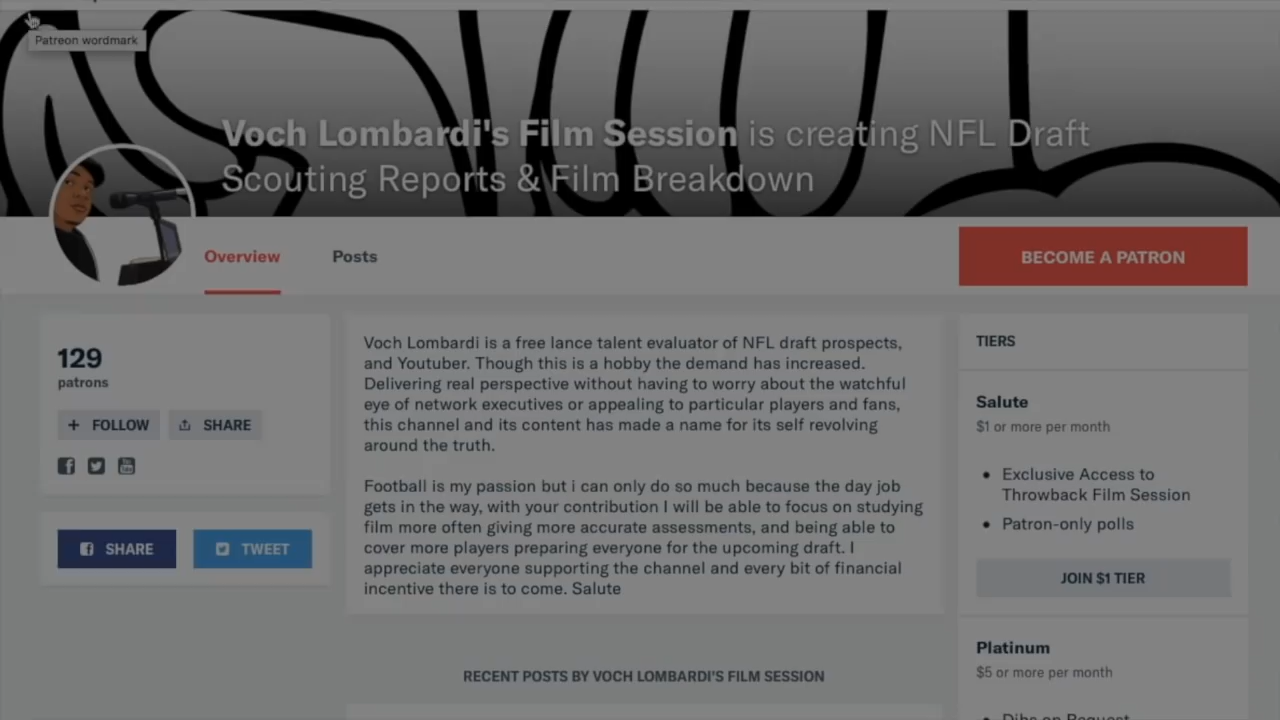 Patreon wordmark
Voch Lombardi's Film Session is creating NFL Draft
Scouting Reports & Film Breakdown
Overview
Posts
BECOME A PATRON
129
patrons
+ FOLLOW
SHARE
SHARE
TWEET
Voch Lombardi is a free lance talent evaluator of NFL draft prospects,
and Youtuber. Though this is a hobby the demand has increased.
Delivering real perspective without having to worry about the watchful
eye of network executives or appealing to particular players and fans,
this channel and its content has made a name for its self revolving
around the truth.
Football is my passion but i can only do so much because the day job
gets in the way, with your contribution I will be able to focus on studying
film more often giving more accurate assessments, and being able to
cover more players preparing everyone for the upcoming draft. I
appreciate everyone supporting the channel and every bit of financial
incentive there is to come. Salute
RECENT POSTS BY VOCH LOMBARDI'S FILM SESSION
TIERS
Salute
$1 or more per month
• Exclusive Access to
Throwback Film Session
• Patron-only polls
JOIN $1 TIER
Platinum
$5 or more per month
• Dibs on Request